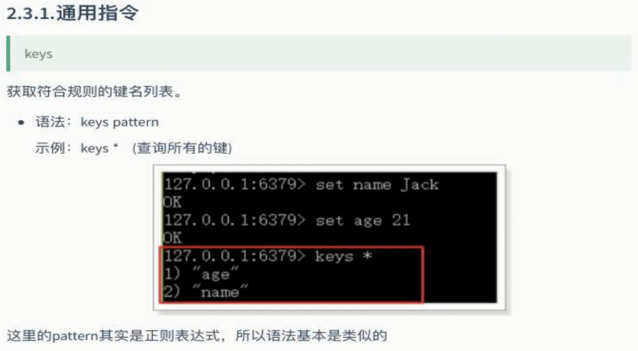 2.3.1.通用指令
keys
获取符合规则的键名列表。
• 语法：keys pattern
示例：keys * (查询所有的键)
127.0.0.1:6379> set name Jack
OK
127.0.0.1:6379> set age 21
OK
127.0.0.1:6379> keys *
1) "age"
2) "name"
这里的pattern其实是正则表达式，所以语法基本是类似的